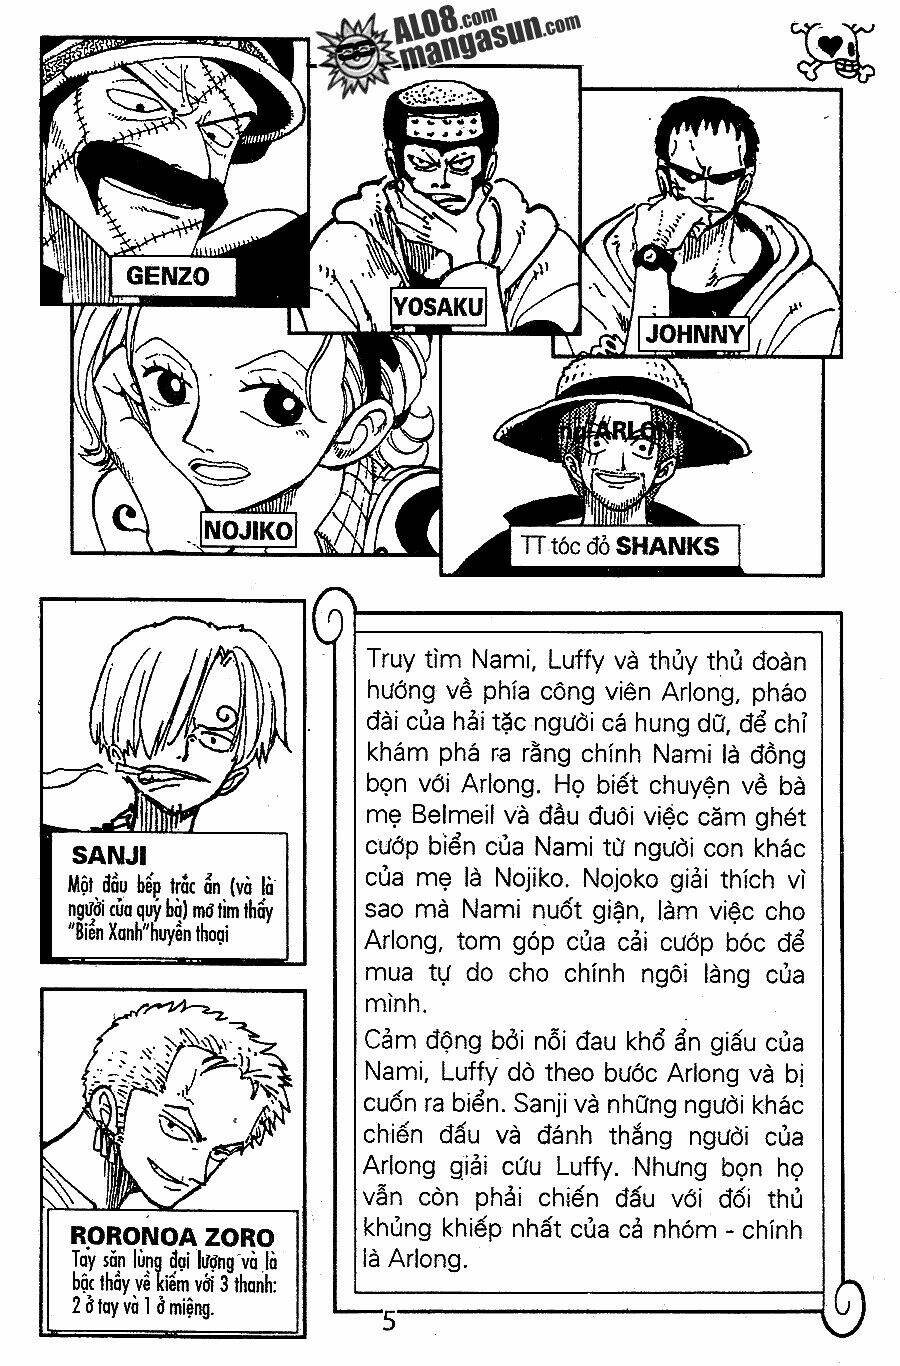 AL08.com
mangasun.com
GENZO
YOSAKU
JOHNNY
NOJIKO
ARLON
TT tóc đỏ SHANKS
SANJI
Một đầu bếp trắc ẩn (và là
người của quý bà) mơ tìm thấy
"Biển Xanh"huyền thoại
RORONOA ZORO
Tay săn lùng đại lượng và là
bậc thầy về kiếm với 3 thanh:
2 ở tay và 1 ở miệng.
Truy tìm Nami, Luffy và thủy thủ đoàn
hướng về phía công viên Arlong, pháo
đài của hải tặc người cá hung dữ, để chỉ
khám phá ra rằng chính Nami là đồng
bọn với Arlong. Họ biết chuyện về bà
mẹ Belmeil và đầu đuôi việc căm ghét
cướp biển của Nami từ người con khác
của mẹ là Nojiko. Nojoko giải thích vì
sao mà Nami nuốt giận, làm việc cho
Arlong, tom góp của cải cướp bóc để
mua tự do cho chính ngôi làng của
mình.
Cảm động bởi nỗi đau khổ ẩn giấu của
Nami, Luffy dò theo bước Arlong và bị
cuốn ra biển. Sanji và những người khác
chiến đấu và đánh thắng người của
Arlong giải cứu Luffy. Nhưng bọn họ
vẫn còn phải chiến đấu với đối thủ
khủng khiếp nhất của cả nhóm - chính
là Arlong.
5